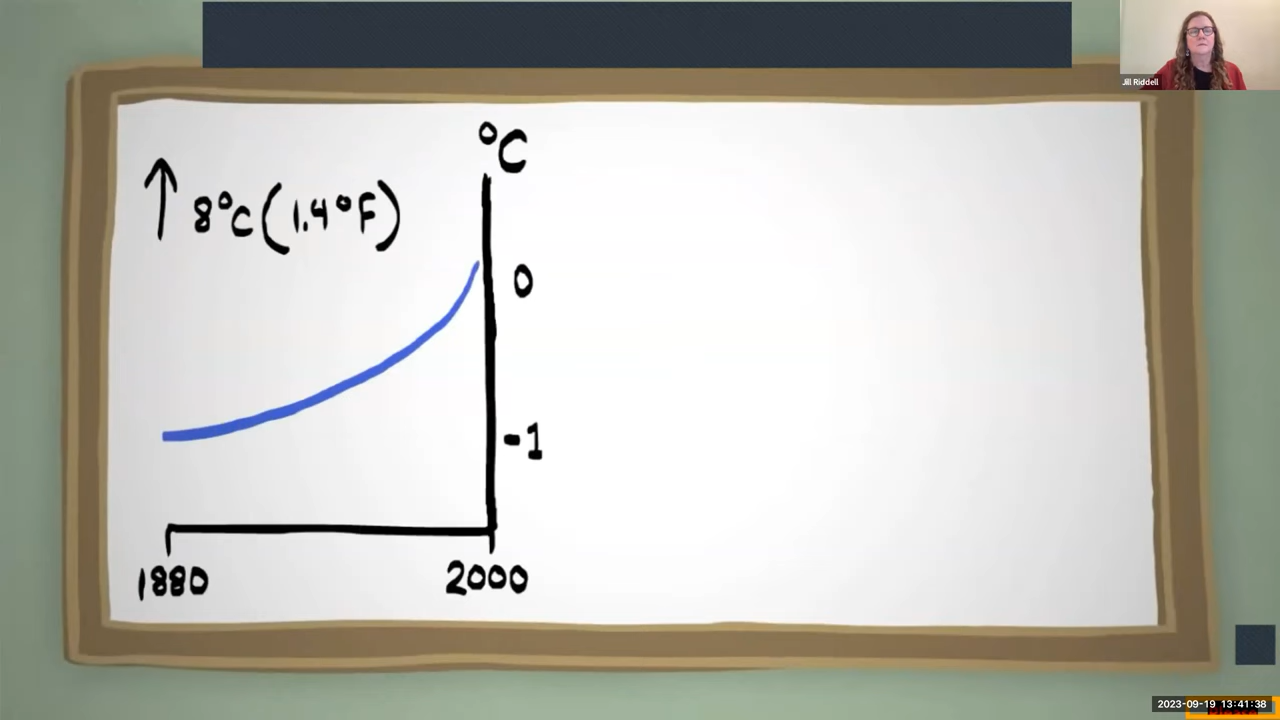 Jill Riddell
°C
↑ 8°C (1.4°F)
0
-1
1880
2000
2023-09-19 13:41:38